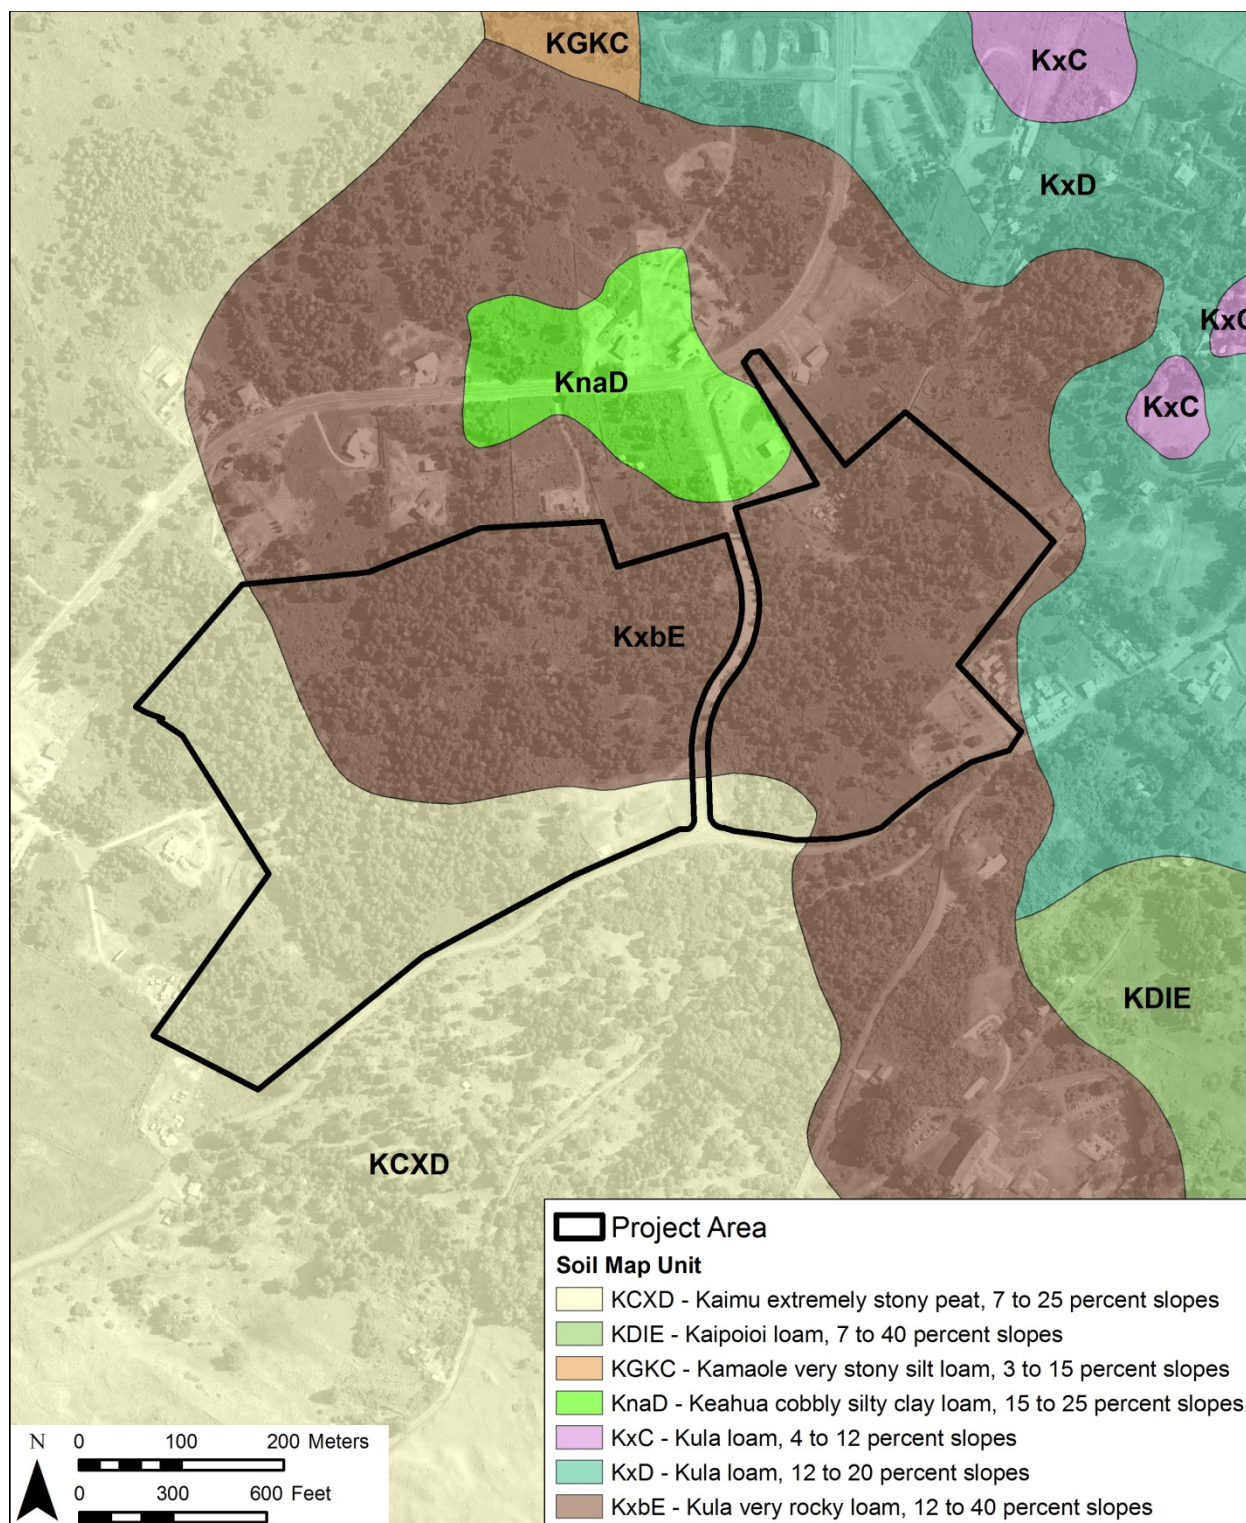 KGKC
KxC
KxD
KxC
KnaD
KxC
KxbE
KDIE
KCXD
Project Area
Soil Map Unit
KCXD - Kaimu extremely stony peat, 7 to 25 percent slopes
KDIE - Kaipoioi loam, 7 to 40 percent slopes
KGKC - Kamaole very stony silt loam, 3 to 15 percent slopes
KnaD - Keahua cobbly silty clay loam, 15 to 25 percent slopes
KxC - Kula loam, 4 to 12 percent slopes
KxD - Kula loam, 12 to 20 percent slopes
KxbE - Kula very rocky loam, 12 to 40 percent slopes
N
0 100 200 Meters
0 300 600 Feet